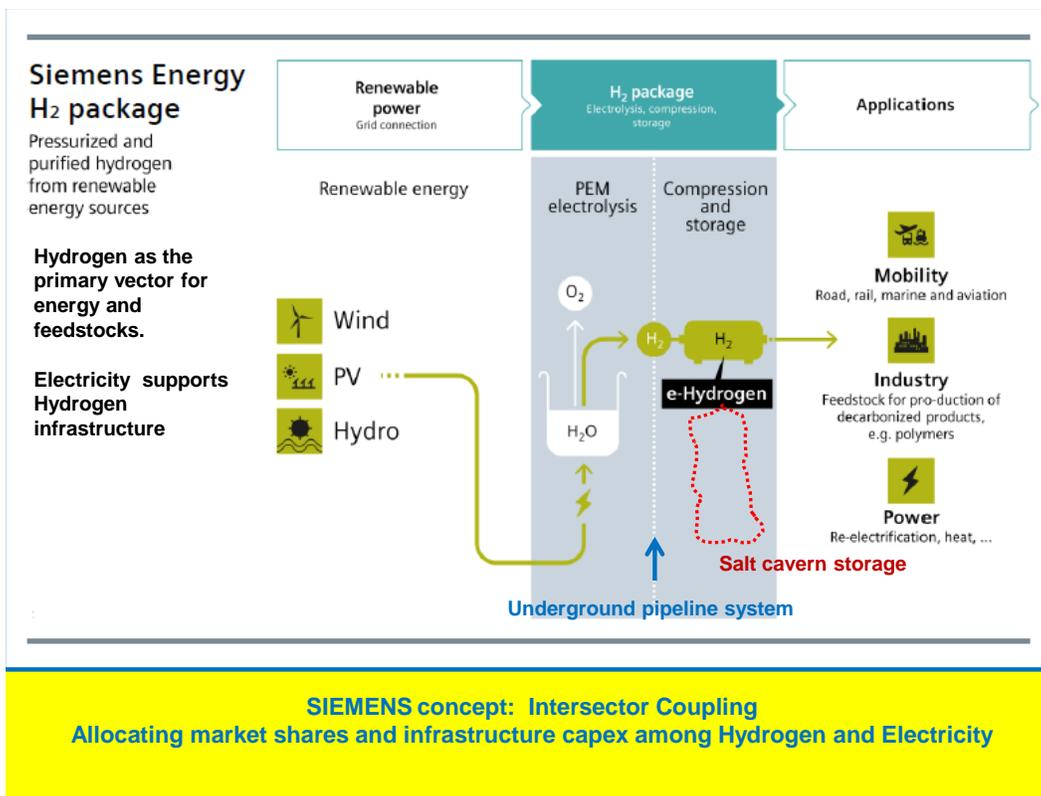 Siemens Energy
H₂ package
Pressurized and
purified hydrogen
from renewable
energy sources
Hydrogen as the
primary vector for
energy and
feedstocks.
Electricity supports
Hydrogen
infrastructure
Renewable
power
Grid connection
H₂ package
Electrolysis, compression,
storage
Applications
Renewable energy
PEM
electrolysis
Compression
and
storage
Wind
PV
Hydro
O₂
H₂O
H₂
H₂
e-Hydrogen
Mobility
Road, rail, marine and aviation
Industry
Feedstock for pro-duction of
decarbonized products,
e.g. polymers
Power
Re-electrification, heat, ...
Salt cavern storage
Underground pipeline system
SIEMENS concept: Intersector Coupling
Allocating market shares and infrastructure capex among Hydrogen and Electricity